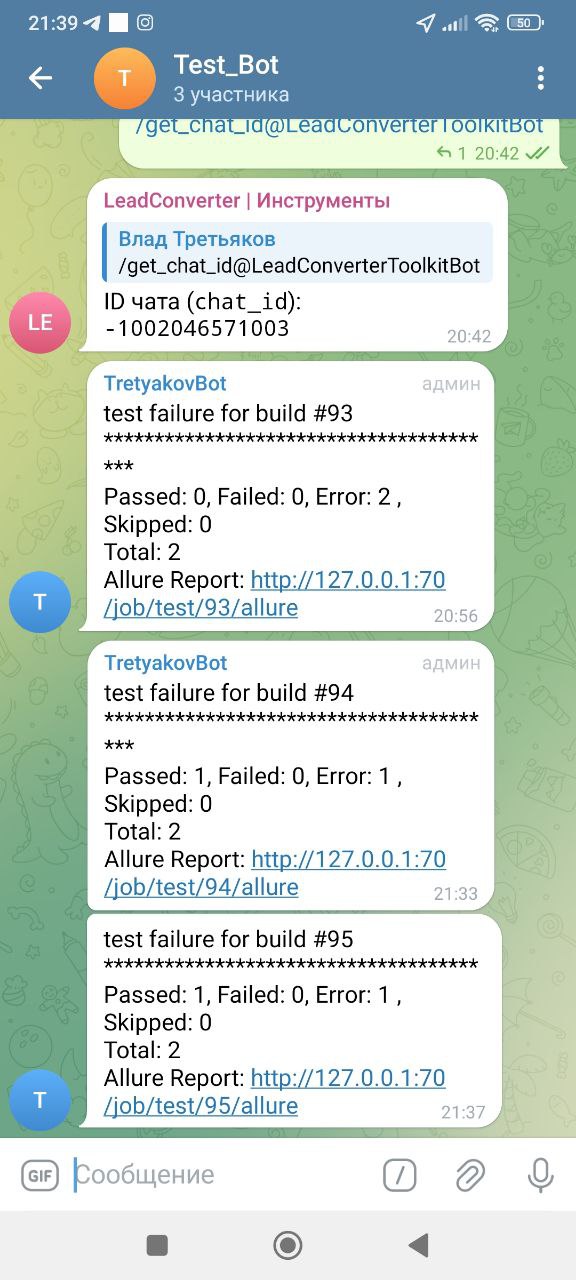 21:39
50
T
Test_Bot
3 участника
/get_chat_id@LeadConverterToolkitBot
1 20:42
LeadConverter | Инструменты
Влад Третьяков
/get_chat_id@LeadConverterToolkitBot
ID чата (chat_id):
-1002046571003
20:42
LE
TretyakovBot админ
test failure for build #93
*************************************
***
Passed: 0, Failed: 0, Error: 2 ,
Skipped: 0
Total: 2
Allure Report: http://127.0.0.1:70
/job/test/93/allure
20:56
T
TretyakovBot админ
test failure for build #94
*************************************
***
Passed: 1, Failed: 0, Error: 1 ,
Skipped: 0
Total: 2
Allure Report: http://127.0.0.1:70
/job/test/94/allure
21:33
test failure for build #95
*************************************
Passed: 1, Failed: 0, Error: 1 ,
Skipped: 0
Total: 2
Allure Report: http://127.0.0.1:70
/job/test/95/allure
21:37
T
GIF Сообщение /